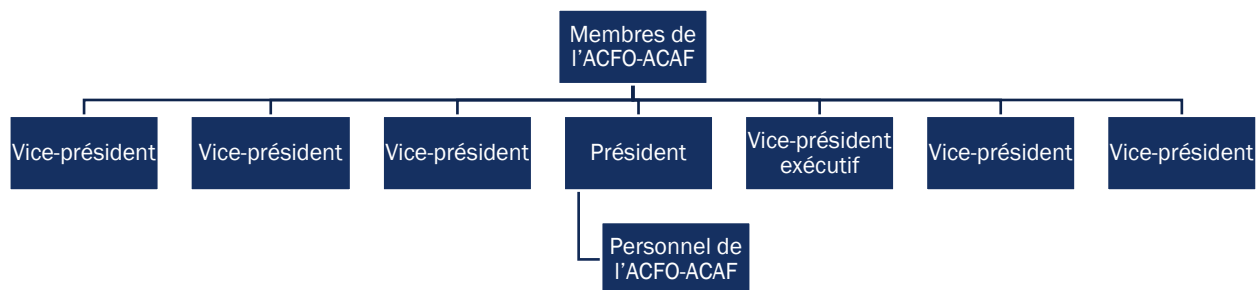 Membres de
l’ACFO-ACAF
Vice-président
Vice-président
Vice-président
Président
Vice-président
exécutif
Vice-président
Vice-président
Personnel de
l’ACFO-ACAF